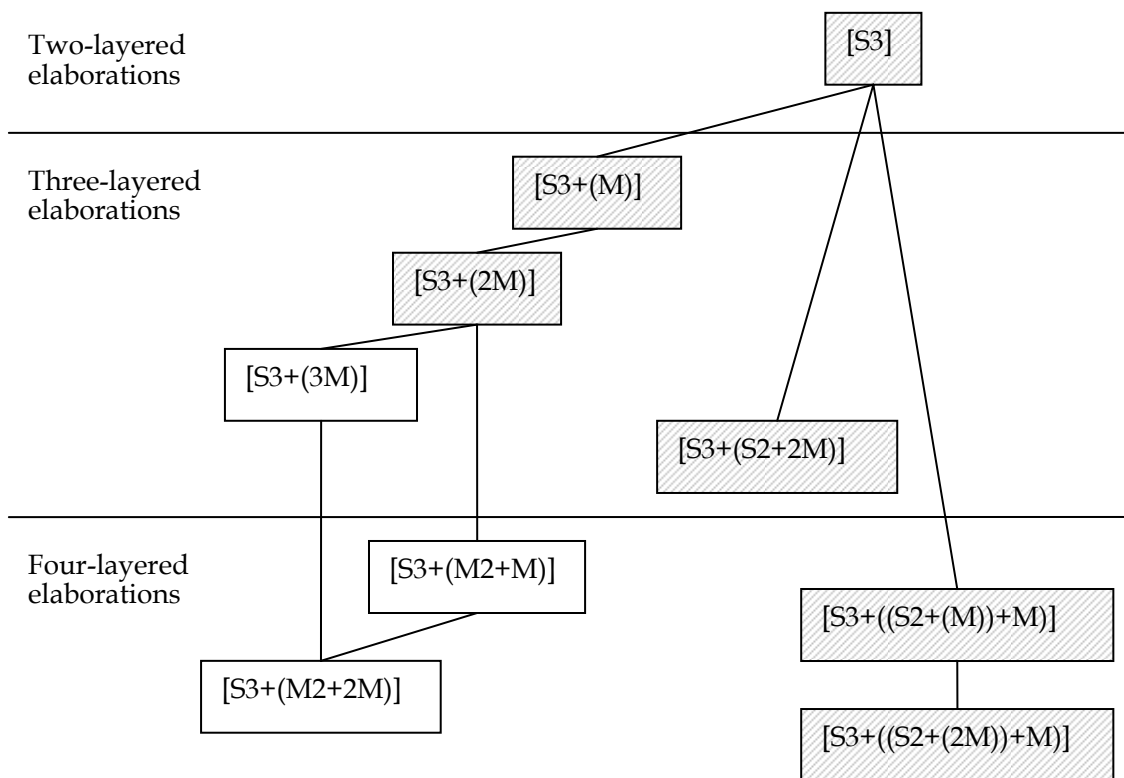 Two-layered
elaborations
[S3]
Three-layered
elaborations
[S3+(M)]
[S3+(2M)]
[S3+(3M)]
[S3+(S2+2M)]
Four-layered
elaborations
[S3+(M2+M)]
[S3+((S2+(M))+M)]
[S3+(M2+2M)]
[S3+((S2+(2M))+M)]